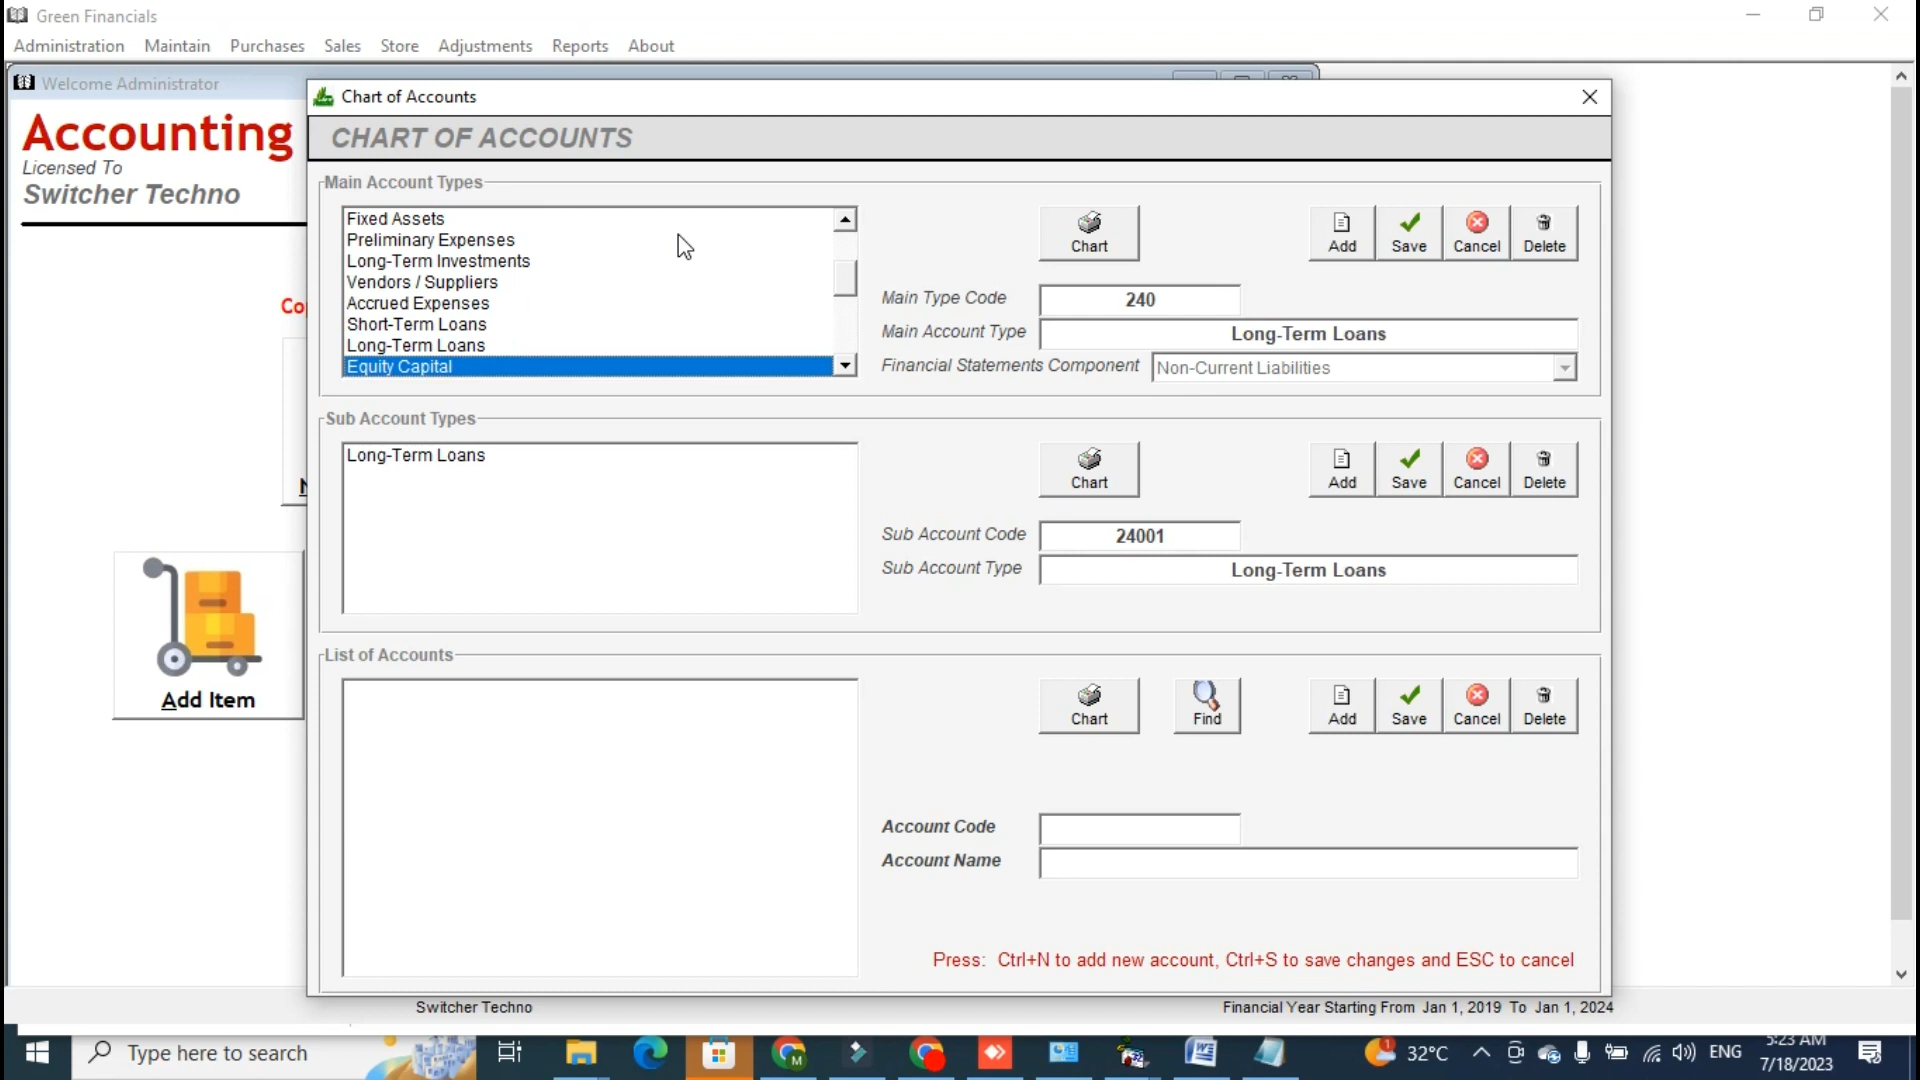 Green Financials
Administration Maintain Purchases Sales Store Adjustments Reports About
Welcome Administrator
Accounting
Licensed To
Switcher Techno
Co
Add Item
Chart of Accounts
CHART OF ACCOUNTS
Main Account Types
Fixed Assets
Preliminary Expenses
Long-Term Investments
Vendors / Suppliers
Accrued Expenses
Short-Term Loans
Long-Term Loans
Equity Capital
Chart
Add Save Cancel Delete
Main Type Code 240
Main Account Type Long-Term Loans
Financial Statements Component Non-Current Liabilities
Sub Account Types
Long-Term Loans
Chart
Add Save Cancel Delete
Sub Account Code 24001
Sub Account Type Long-Term Loans
List of Accounts
Chart Find
Add Save Cancel Delete
Account Code
Account Name
Press: Ctrl+N to add new account, Ctrl+S to save changes and ESC to cancel
Switcher Techno
Financial Year Starting From Jan 1, 2019 To Jan 1, 2024
Type here to search
M
1
32°C
ENG
5:23 AM
7/18/2023